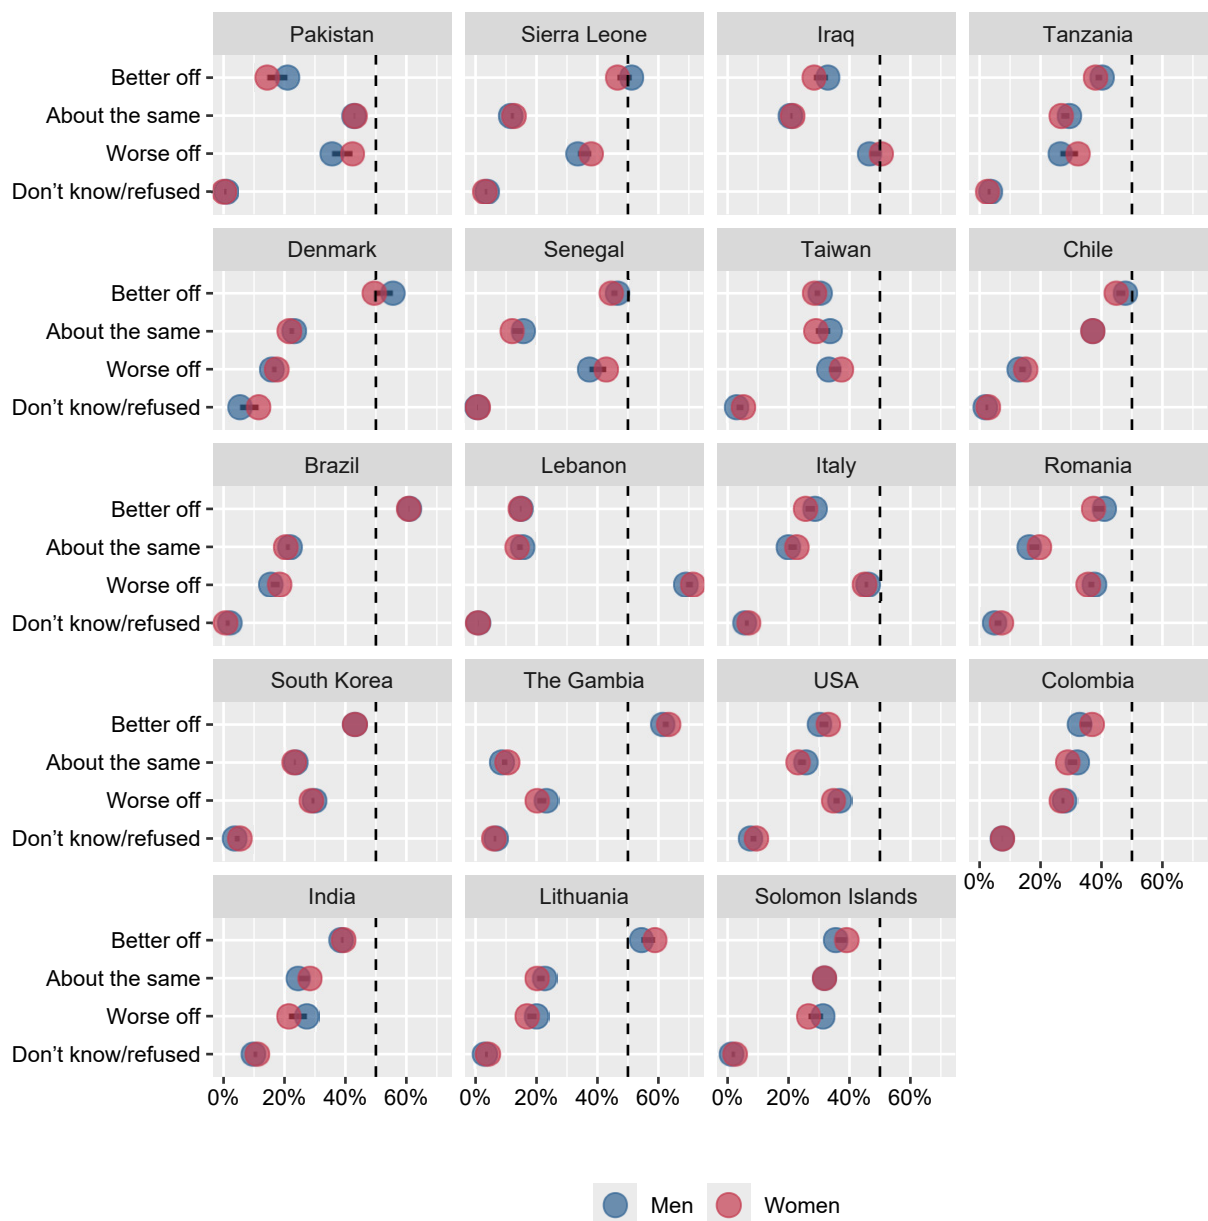 Pakistan Sierra Leone Iraq Tanzania
Better off
About the same
Worse off
Don’t know/refused
Denmark Senegal Taiwan Chile
Better off
About the same
Worse off
Don’t know/refused
Brazil Lebanon Italy Romania
Better off
About the same
Worse off
Don’t know/refused
South Korea The Gambia USA Colombia
Better off
About the same
Worse off
Don’t know/refused
0% 20% 40% 60%
India Lithuania Solomon Islands
Better off
About the same
Worse off
Don’t know/refused
0% 20% 40% 60% 0% 20% 40% 60% 0% 20% 40% 60%
Men Women